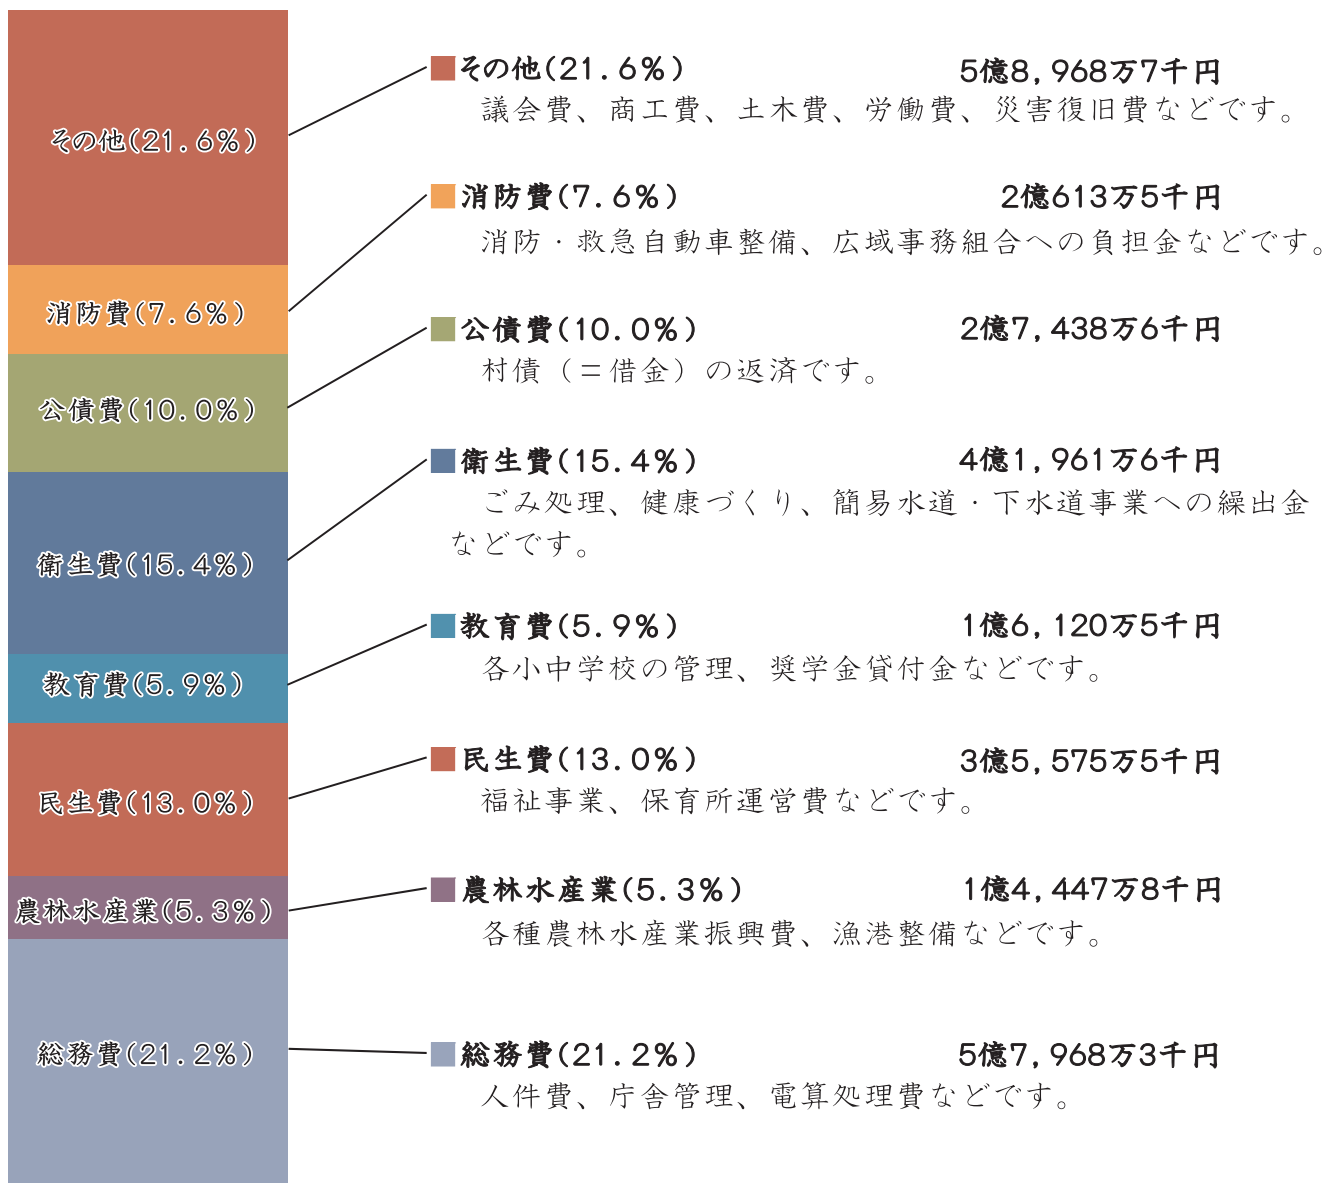 その他(21.6%)
消防費(7.6%)
公債費(10.0%)
衛生費(15.4%)
教育費(5.9%)
民生費(13.0%)
農林水産業(5.3%)
総務費(21.2%)
その他(21.6%) 5億8,968万7千円
議会費、商工費、土木費、労働費、災害復旧費などです。
消防費(7.6%) 2億613万5千円
消防・救急自動車整備、広域事務組合への負担金などです。
公債費(10.0%) 2億7,438万6千円
村債（＝借金）の返済です。
衛生費(15.4%) 4億1,961万6千円
ごみ処理、健康づくり、簡易水道・下水道事業への繰出金
などです。
教育費(5.9%) 1億6,120万5千円
各小中学校の管理、奨学金貸付金などです。
民生費(13.0%) 3億5,575万5千円
福祉事業、保育所運営費などです。
農林水産業(5.3%) 1億4,447万8千円
各種農林水産業振興費、漁港整備などです。
総務費(21.2%) 5億7,968万3千円
人件費、庁舎管理、電算処理費などです。